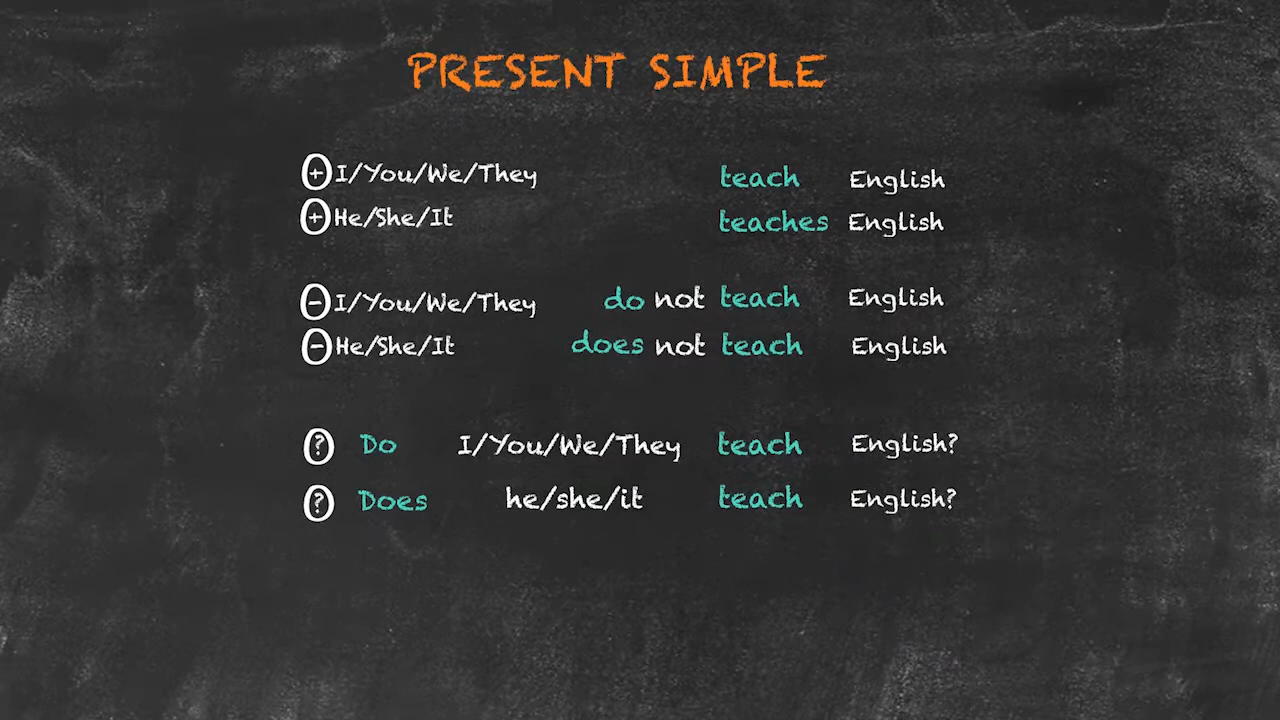 PRESENT SIMPLE
+ I/You/We/They teach English
+ He/She/It teaches English
- I/You/We/They do not teach English
- He/She/It does not teach English
? Do I/You/We/They teach English?
? Does he/she/it teach English?